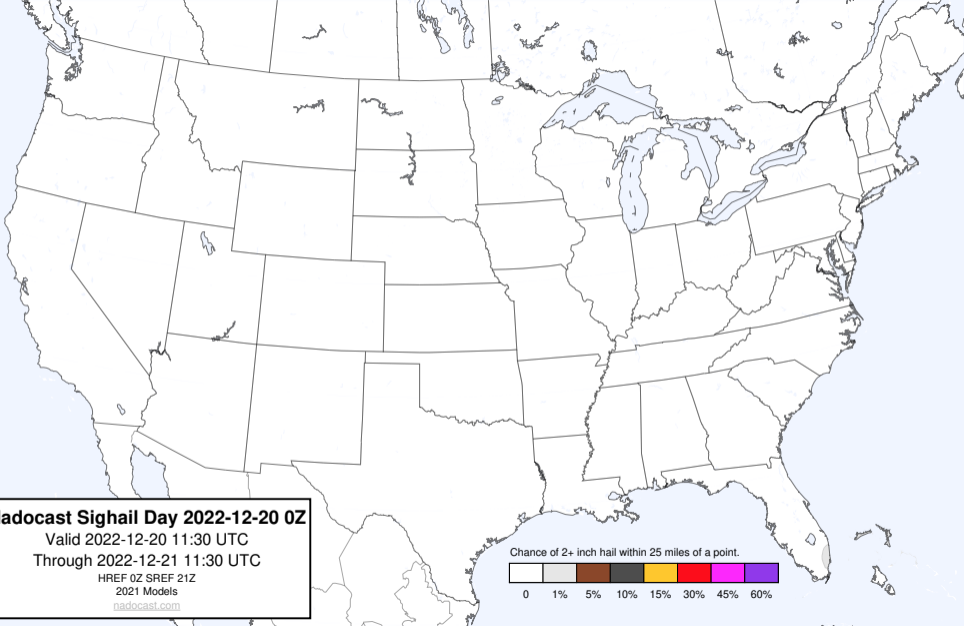 adocast Sighail Day 2022-12-20 0Z
Valid 2022-12-20 11:30 UTC
Through 2022-12-21 11:30 UTC
HREF 0Z SREF 21Z
2021 Models
nadocast.com
Chance of 2+ inch hail within 25 miles of a point.
0 1% 5% 10% 15% 30% 45% 60%